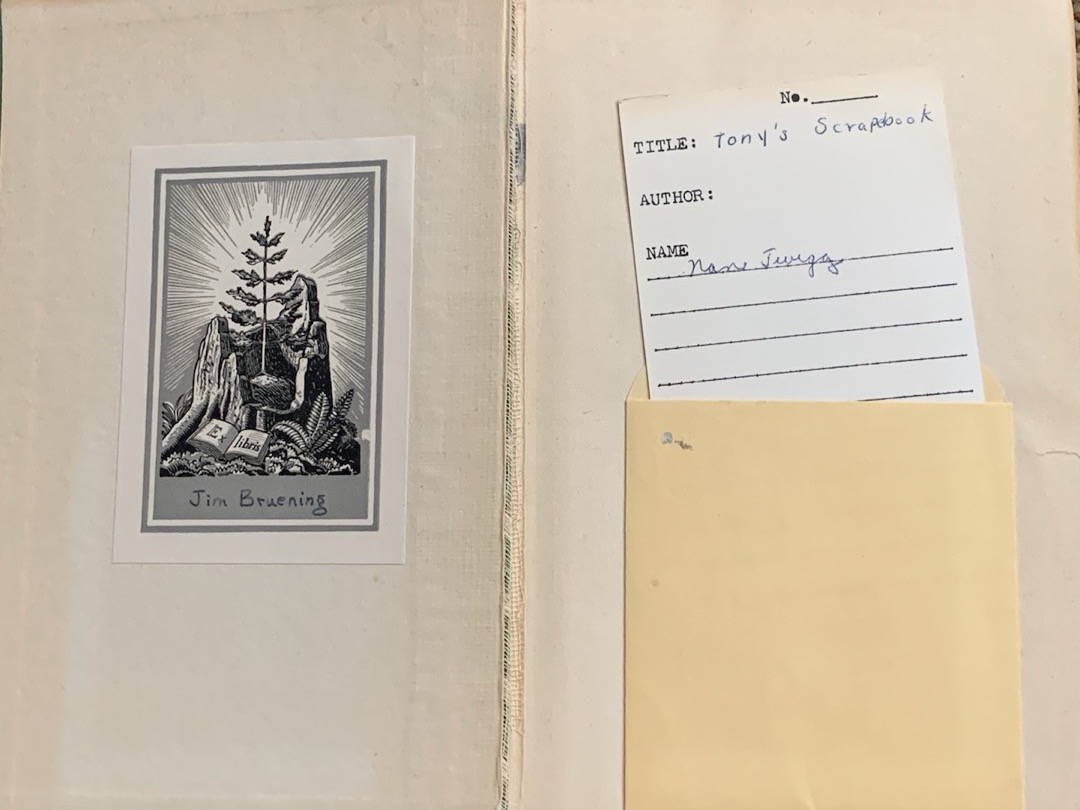 Ex
libris
Jim Bruening
No.
TITLE: Tony's Scrapbook
AUTHOR:
NAME